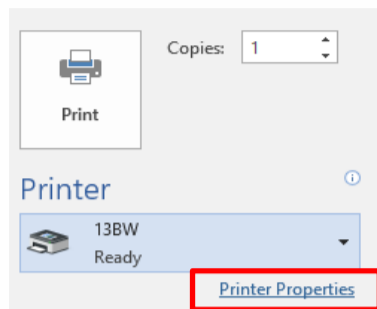 Copies: 1
Print
Printer
13BW
Ready
Printer Properties